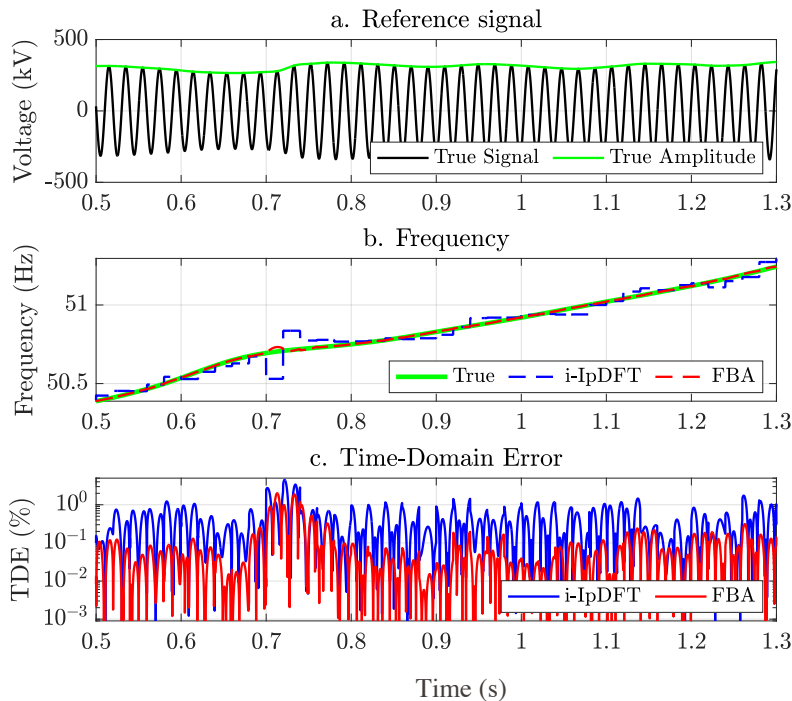 a. Reference signal
Voltage (kV)
500
0
-500
True Signal
True Amplitude
0.5 0.6 0.7 0.8 0.9 1 1.1 1.2 1.3
b. Frequency
Frequency (Hz)
51
50.5
True
i-IpDFT
FBA
0.5 0.6 0.7 0.8 0.9 1 1.1 1.2 1.3
c. Time-Domain Error
TDE (%)
10^0
10^-1
10^-2
10^-3
i-IpDFT
FBA
0.5 0.6 0.7 0.8 0.9 1 1.1 1.2 1.3
Time (s)